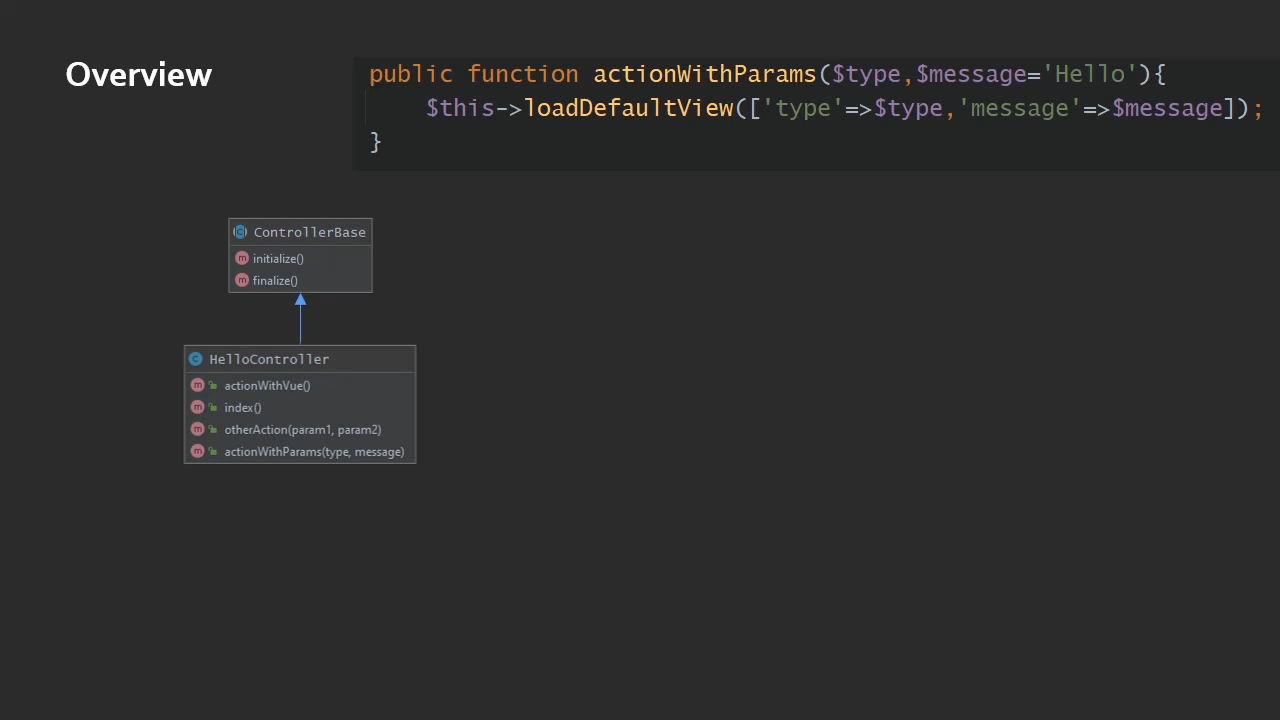 Overview
public function actionWithParams($type,$message='Hello'){
$this->loadDefaultView(['type'=>$type,'message'=>$message]);
}
C ControllerBase
m initialize()
m finalize()
C HelloController
m actionWithVue()
m index()
m otherAction(param1, param2)
m actionWithParams(type, message)